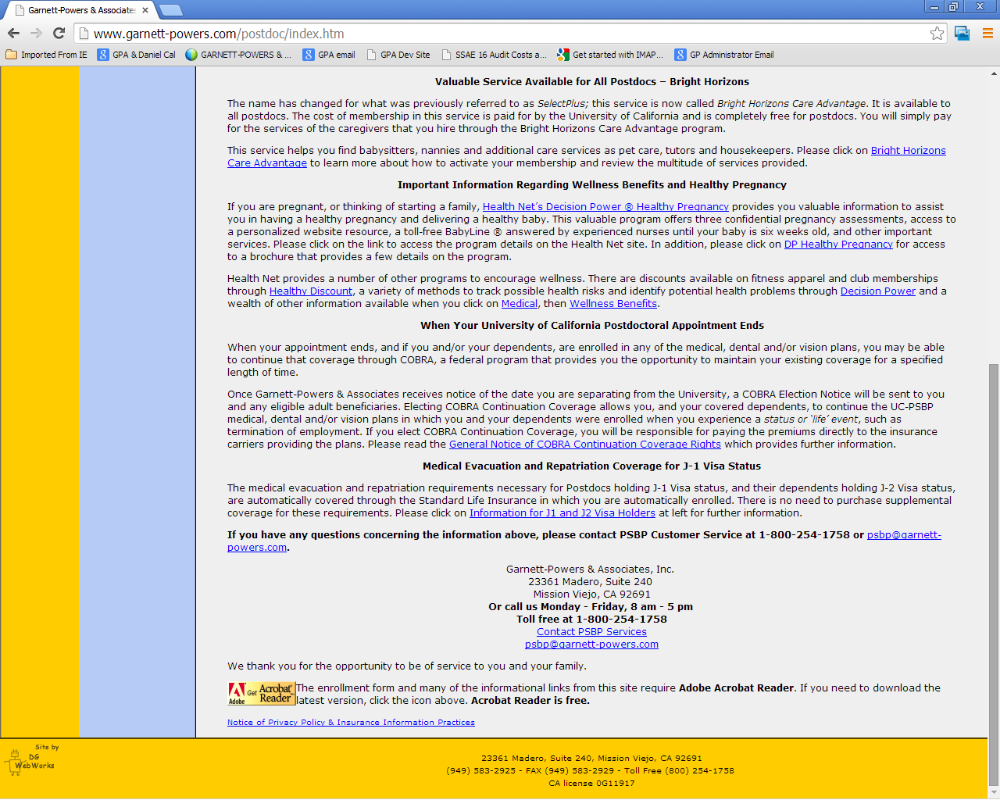 Garnett-Powers & Associates
www.garnett-powers.com/postdoc/index.htm
Imported From IE
GPA & Daniel Cal
GARNETT-POWERS & ...
GPA email
GPA Dev Site
SSAE 16 Audit Costs a...
Get started with IMAP...
GP Administrator Email
Valuable Service Available for All Postdocs – Bright Horizons
The name has changed for what was previously referred to as SelectPlus; this service is now called Bright Horizons Care Advantage. It is available to
all postdocs. The cost of membership in this service is paid for by the University of California and is completely free for postdocs. You will simply pay
for the services of the caregivers that you hire through the Bright Horizons Care Advantage program.
This service helps you find babysitters, nannies and additional care services as pet care, tutors and housekeepers. Please click on Bright Horizons
Care Advantage to learn more about how to activate your membership and review the multitude of services provided.
Important Information Regarding Wellness Benefits and Healthy Pregnancy
If you are pregnant, or thinking of starting a family, Health Net’s Decision Power ® Healthy Pregnancy provides you valuable information to assist
you in having a healthy pregnancy and delivering a healthy baby. This valuable program offers three confidential pregnancy assessments, access to
a personalized website resource, a toll-free BabyLine ® answered by experienced nurses until your baby is six weeks old, and other important
services. Please click on the link to access the program details on the Health Net site. In addition, please click on DP Healthy Pregnancy for access
to a brochure that provides a few details on the program.
Health Net provides a number of other programs to encourage wellness. There are discounts available on fitness apparel and club memberships
through Healthy Discount, a variety of methods to track possible health risks and identify potential health problems through Decision Power and a
wealth of other information available when you click on Medical, then Wellness Benefits.
When Your University of California Postdoctoral Appointment Ends
When your appointment ends, and if you and/or your dependents, are enrolled in any of the medical, dental and/or vision plans, you may be able
to continue that coverage through COBRA, a federal program that provides you the opportunity to maintain your existing coverage for a specified
length of time.
Once Garnett-Powers & Associates receives notice of the date you are separating from the University, a COBRA Election Notice will be sent to you
and any eligible adult beneficiaries. Electing COBRA Continuation Coverage allows you, and your covered dependents, to continue the UC-PSBP
medical, dental and/or vision plans in which you and your dependents were enrolled when you experience a status or ‘life’ event, such as
termination of employment. If you elect COBRA Continuation Coverage, you will be responsible for paying the premiums directly to the insurance
carriers providing the plans. Please read the General Notice of COBRA Continuation Coverage Rights which provides further information.
Medical Evacuation and Repatriation Coverage for J-1 Visa Status
The medical evacuation and repatriation requirements necessary for Postdocs holding J-1 Visa status, and their dependents holding J-2 Visa status,
are automatically covered through the Standard Life Insurance in which you are automatically enrolled. There is no need to purchase supplemental
coverage for these requirements. Please click on Information for J1 and J2 Visa Holders at left for further information.
If you have any questions concerning the information above, please contact PSBP Customer Service at 1-800-254-1758 or psbp@garnett-
powers.com.
Garnett-Powers & Associates, Inc.
23361 Madero, Suite 240
Mission Viejo, CA 92691
Or call us Monday - Friday, 8 am - 5 pm
Toll free at 1-800-254-1758
Contact PSBP Services
psbp@garnett-powers.com
We thank you for the opportunity to be of service to you and your family.
Adobe Get Acrobat Reader
The enrollment form and many of the informational links from this site require Adobe Acrobat Reader. If you need to download the
latest version, click the icon above. Acrobat Reader is free.
Notice of Privacy Policy & Insurance Information Practices
Site by
DG
WebWorks
23361 Madero, Suite 240, Mission Viejo, CA 92691
(949) 583-2925 - FAX (949) 583-2929 - Toll Free (800) 254-1758
CA license 0G11917